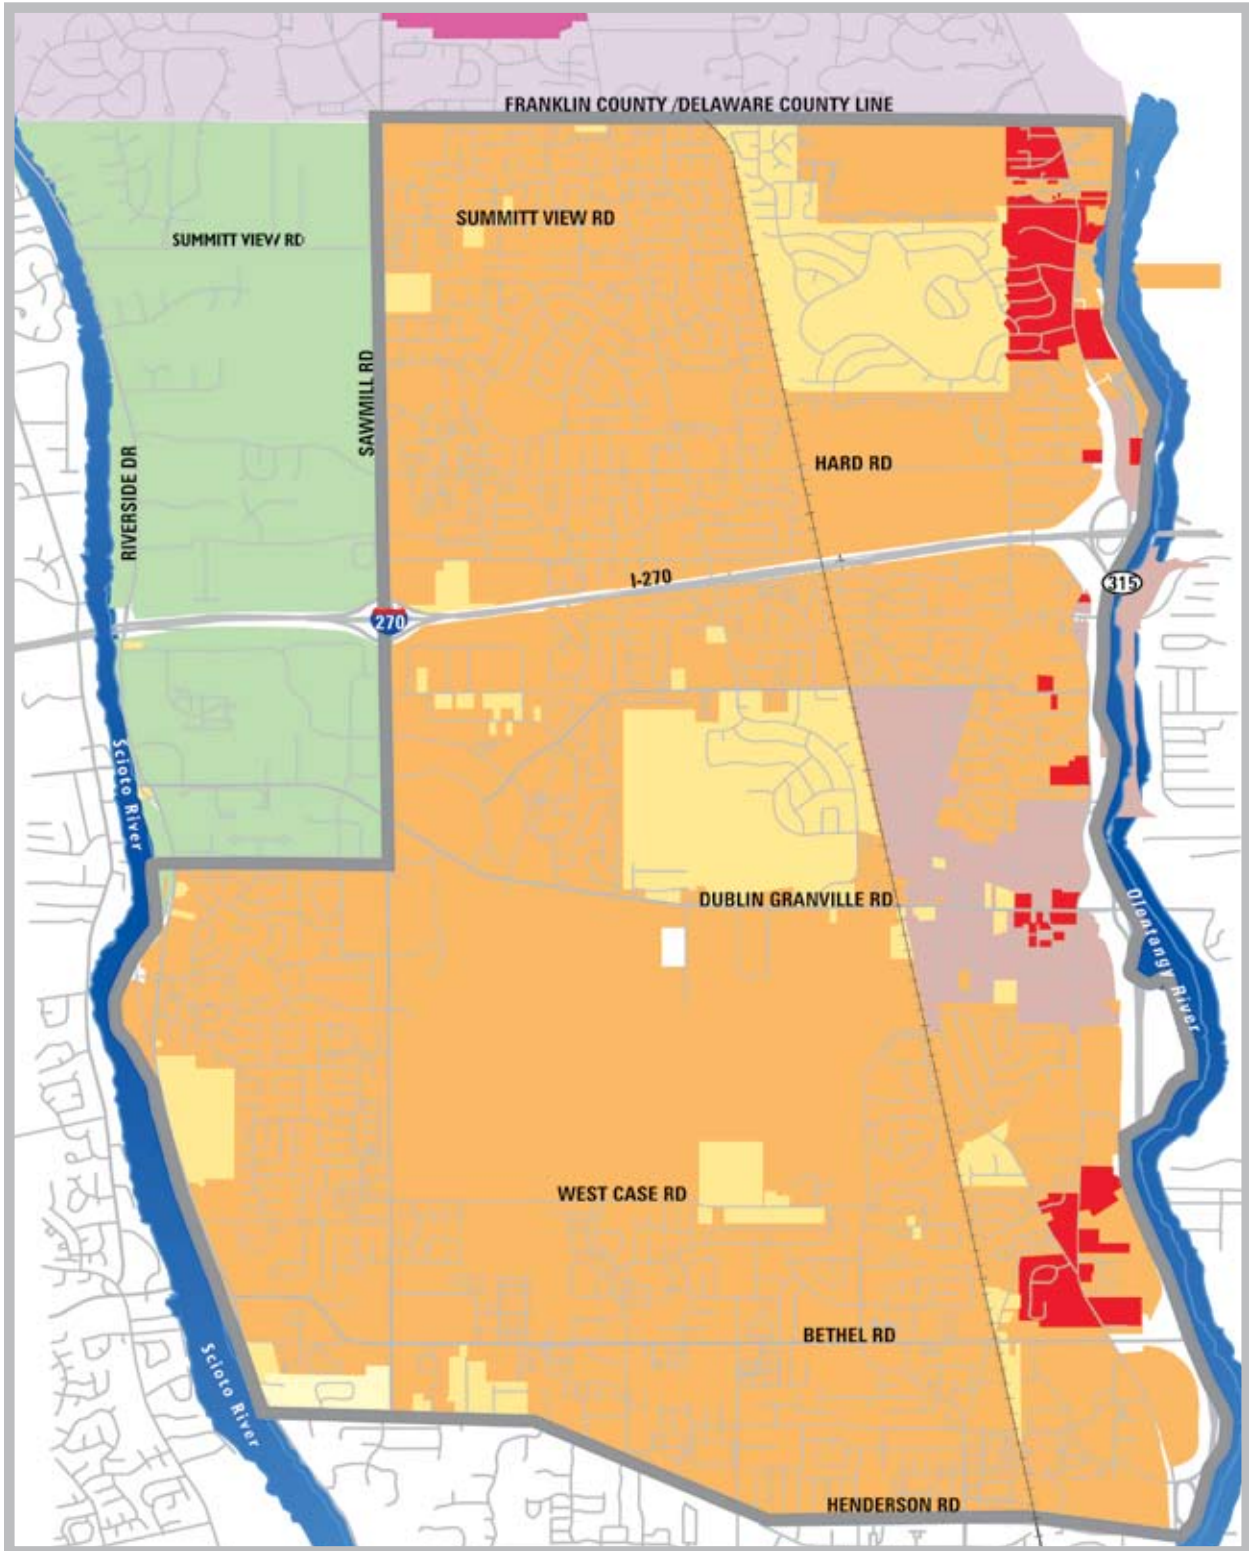 FRANKLIN COUNTY /DELAWARE COUNTY LINE
SUMMITT VIEW RD
SUMMITT VIEW RD
SAWMILL RD
RIVERSIDE DR
HARD RD
I-270
315
270
Scioto River
DUBLIN GRANVILLE RD
Olentangy River
WEST CASE RD
BETHEL RD
Scioto River
HENDERSON RD